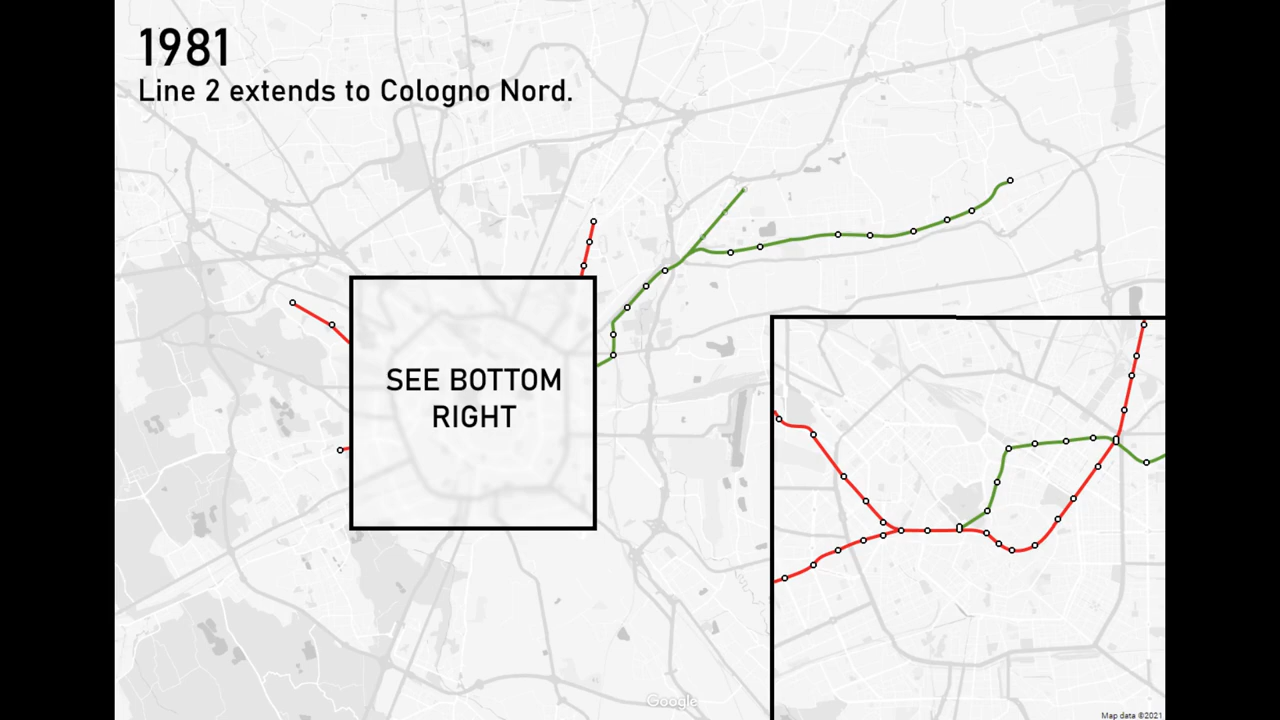 1981
Line 2 extends to Cologno Nord.
SEE BOTTOM
RIGHT
Google
Map data ©2021